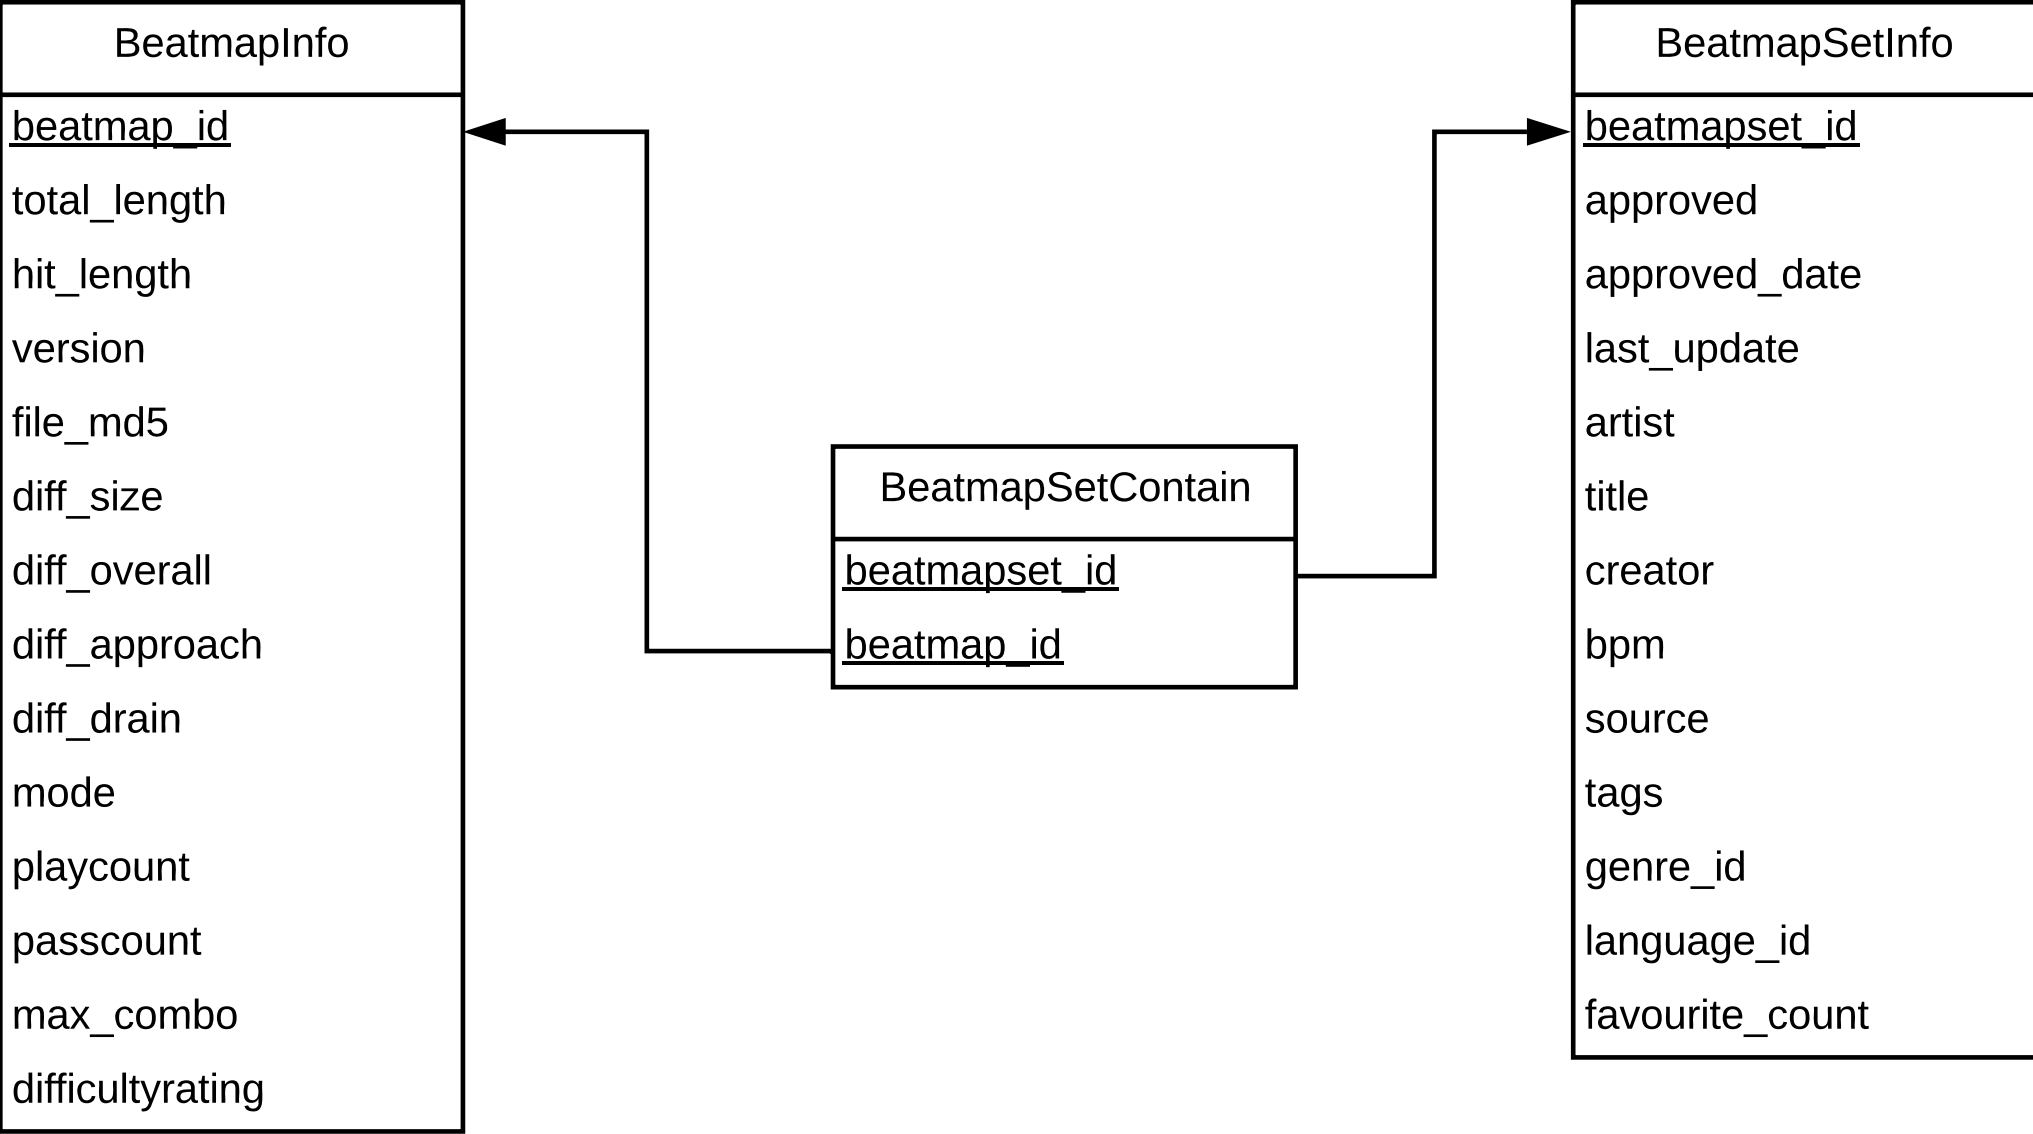 BeatmapInfo
beatmap_id
total_length
hit_length
version
file_md5
diff_size
diff_overall
diff_approach
diff_drain
mode
playcount
passcount
max_combo
difficultyrating
BeatmapSetContain
beatmapset_id
beatmap_id
BeatmapSetInfo
beatmapset_id
approved
approved_date
last_update
artist
title
creator
bpm
source
tags
genre_id
language_id
favourite_count